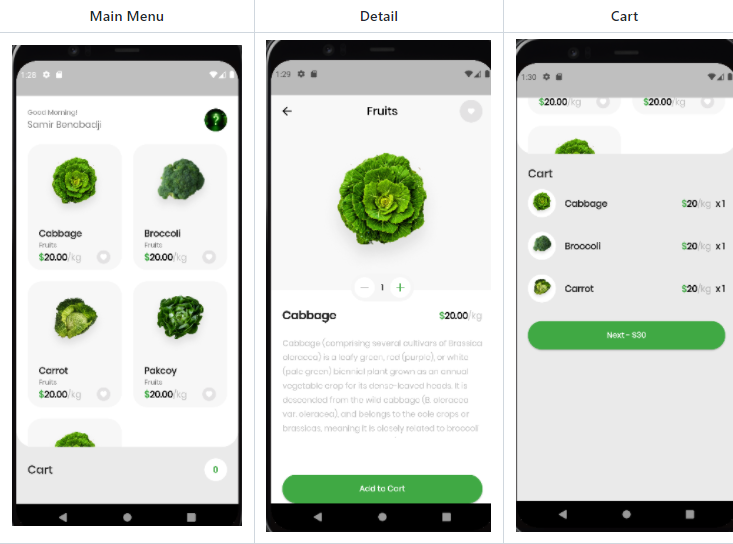 Main Menu
Detail
Cart
1:28
Good Morning!
Samir Benobadji
Cabbage
Fruits
$20.00/kg
Broccoli
Fruits
$20.00/kg
Carrot
Fruits
$20.00/kg
Pakcoy
Fruits
$20.00/kg
Cart
0
1:29
Fruits
1
Cabbage
$20.00/kg
Cabbage (comprising several cultivars of Brassica
oleracea) is a leafy green, red (purple), or white
(pale green) biennial plant grown as an annual
vegetable crop for its dense-leaved heads. It is
descended from the wild cabbage (B. oleracea
var. oleracea), and belongs to the cole crops or
brassicas, meaning it is closely related to broccoli
Add to Cart
1:30
$20.00/kg
$20.00/kg
Cart
Cabbage
$20/kg x1
Broccoli
$20/kg x1
Carrot
$20/kg x1
Next - $30